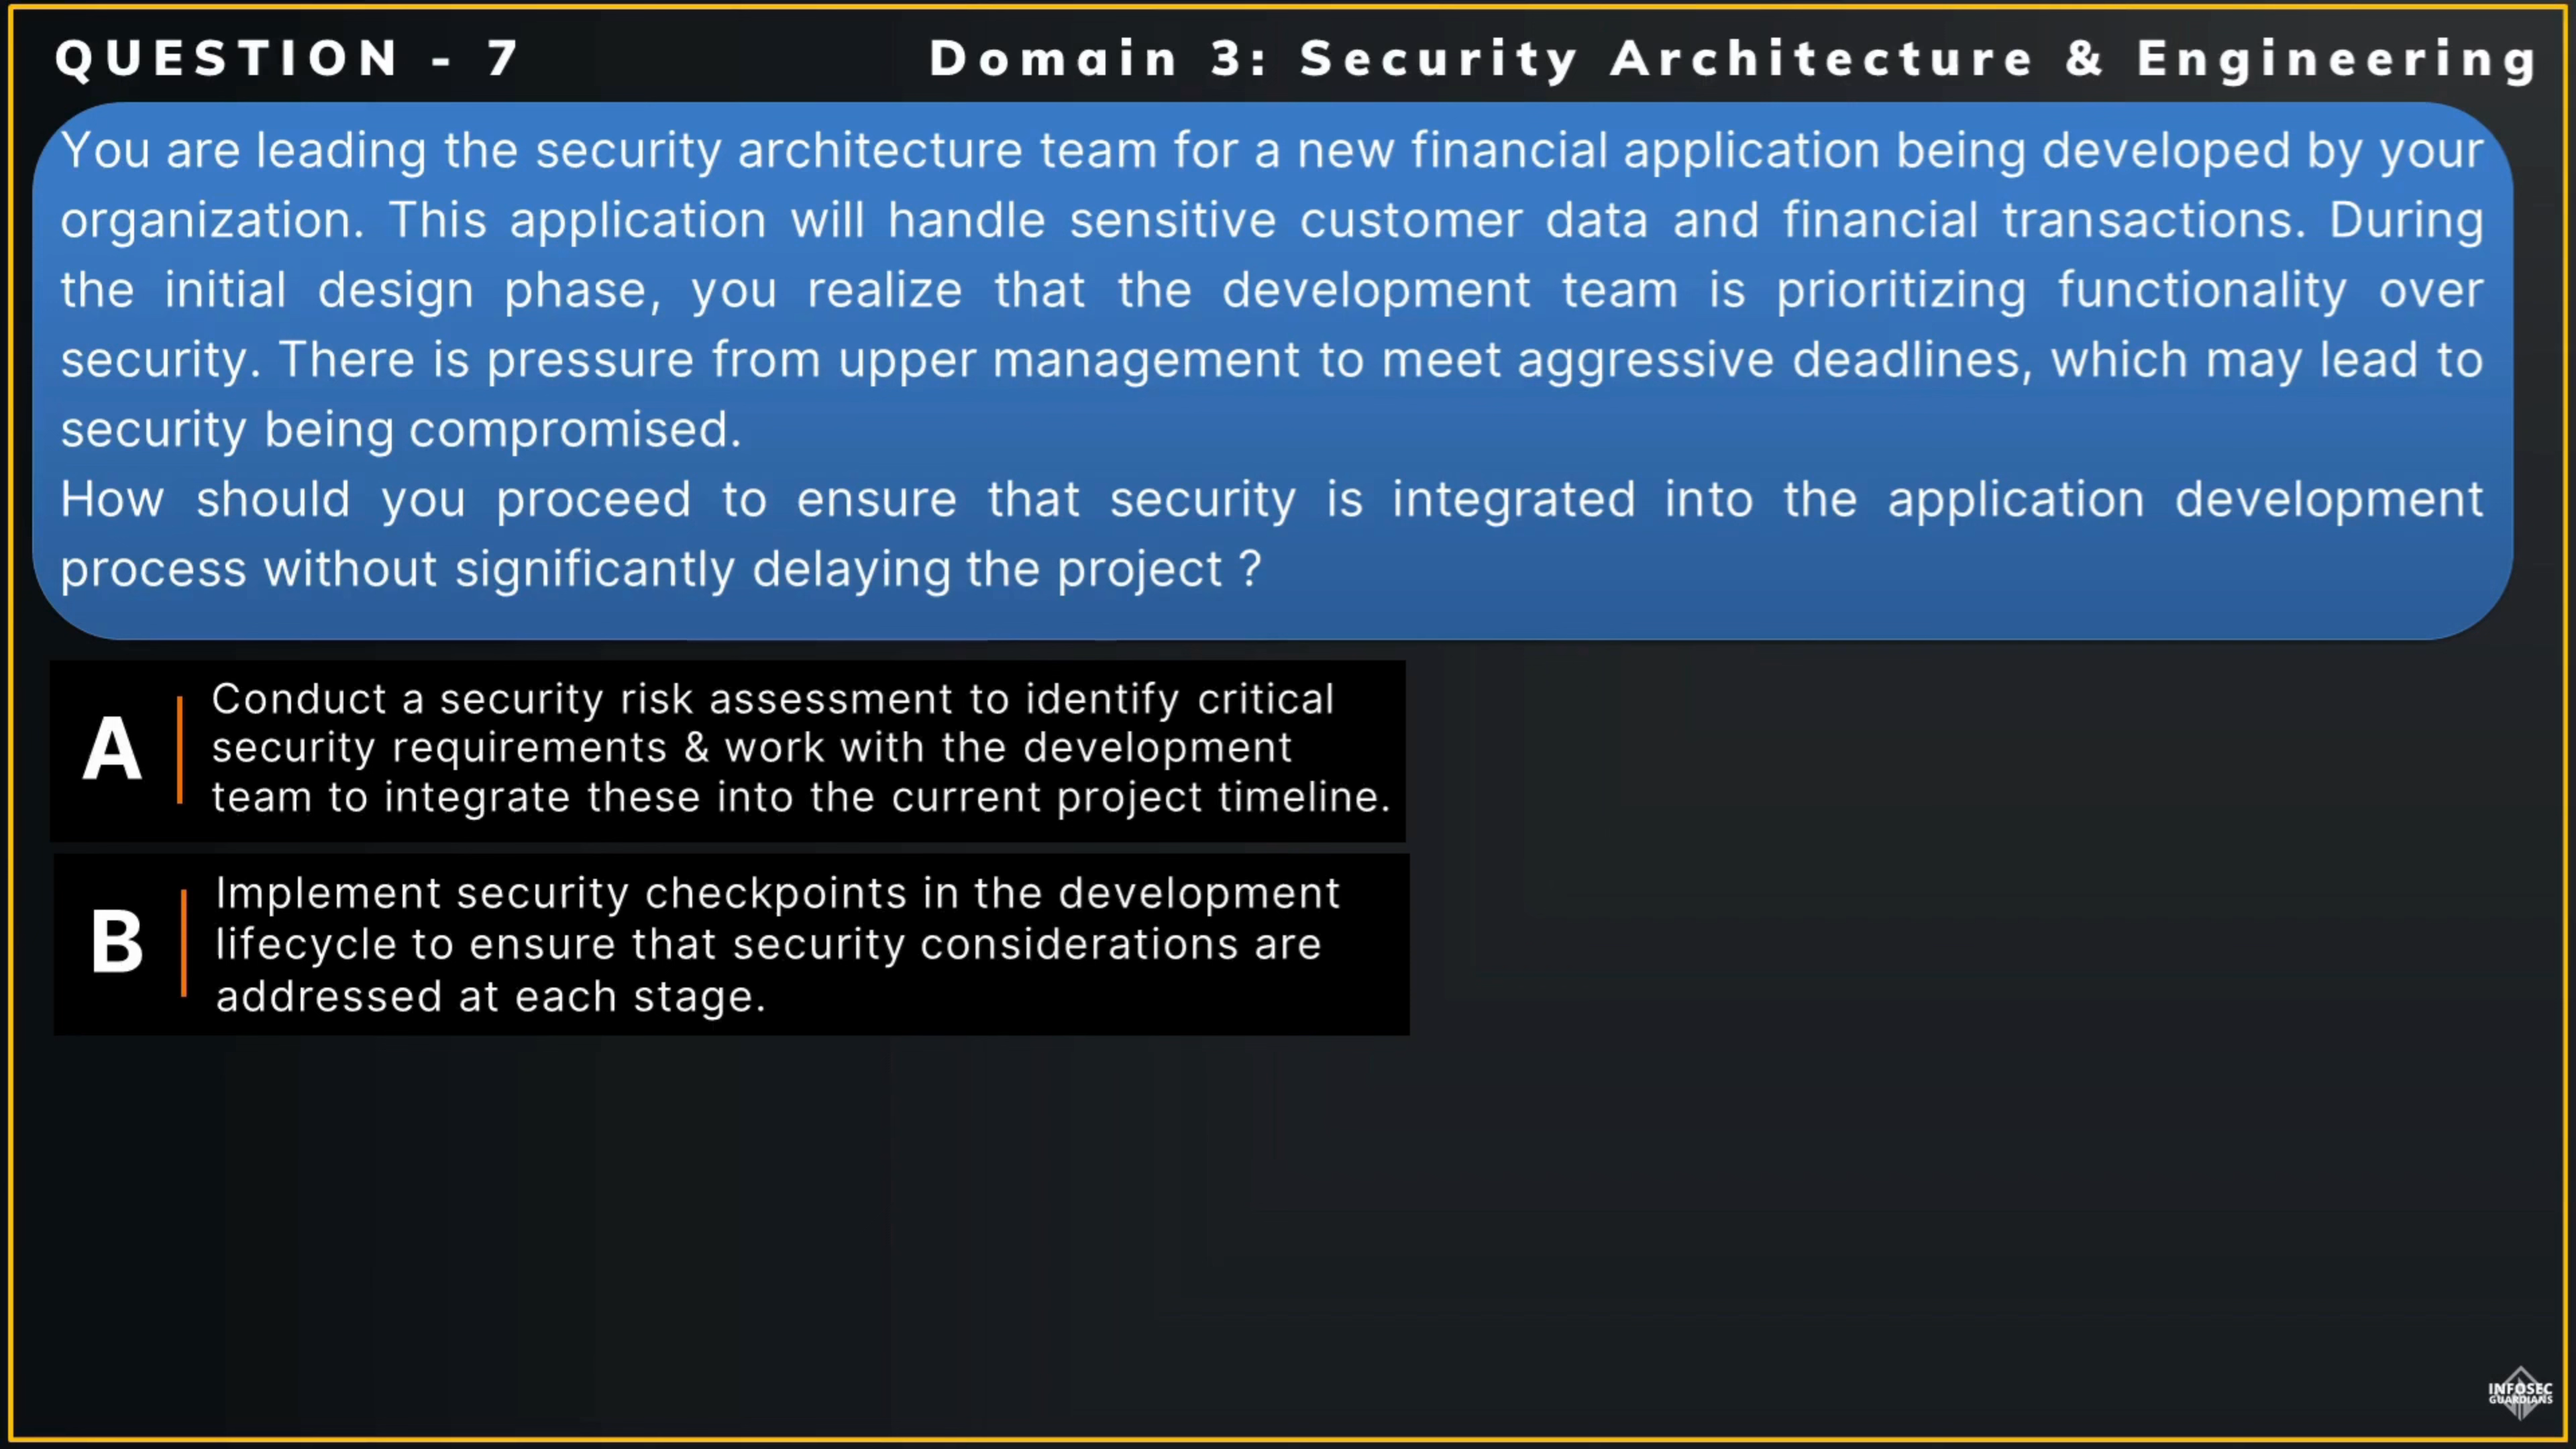 QUESTION - 7
Domain 3: Security Architecture & Engineering
You are leading the security architecture team for a new financial application being developed by your
organization. This application will handle sensitive customer data and financial transactions. During
the initial design phase, you realize that the development team is prioritizing functionality over
security. There is pressure from upper management to meet aggressive deadlines, which may lead to
security being compromised.
How should you proceed to ensure that security is integrated into the application development
process without significantly delaying the project ?
A
Conduct a security risk assessment to identify critical
security requirements & work with the development
team to integrate these into the current project timeline.
B
Implement security checkpoints in the development
lifecycle to ensure that security considerations are
addressed at each stage.
INFOSEC
GUARDIANS